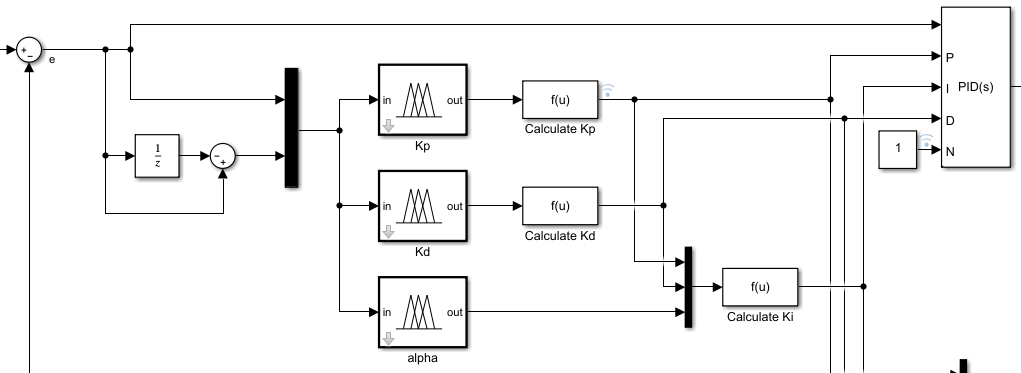 +
−
e
P
I
PID(s)
D
N
1
in
out
Kp
f(u)
Calculate Kp
1
z
−
+
in
out
Kd
f(u)
Calculate Kd
in
out
alpha
f(u)
Calculate Ki